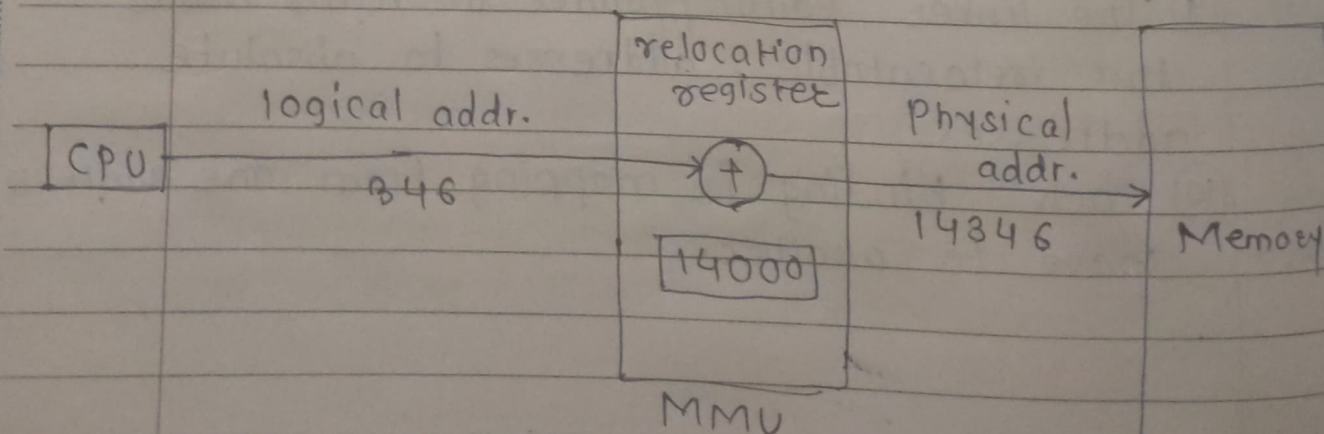 relocation
register
logical addr.
Physical
addr.
CPU
+
346
14346
Memory
14000
MMU